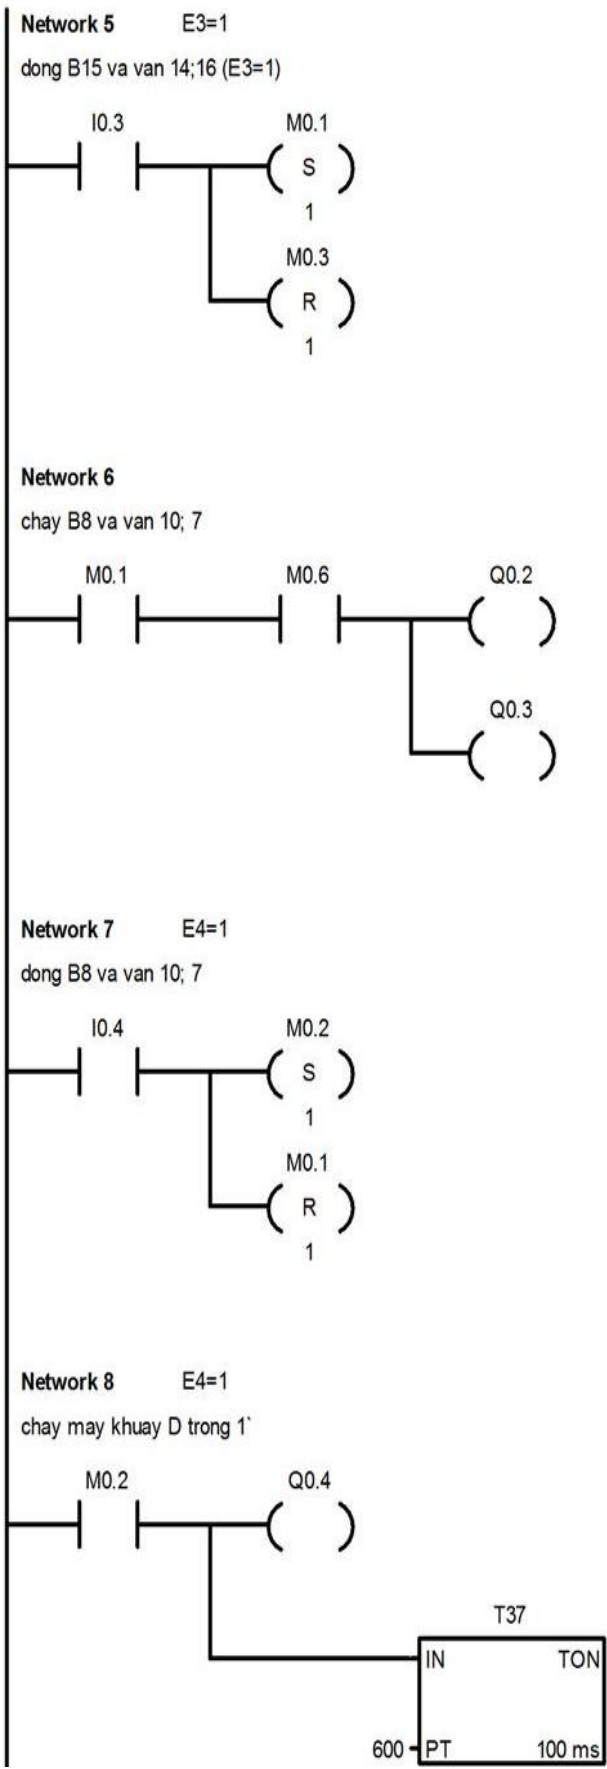 Network 5 E3=1
dong B15 va van 14;16 (E3=1)
I0.3 M0.1
S
1
M0.3
R
1
Network 6
chay B8 va van 10; 7
M0.1 M0.6 Q0.2
Q0.3
Network 7 E4=1
dong B8 va van 10; 7
I0.4 M0.2
S
1
M0.1
R
1
Network 8 E4=1
chay may khuay D trong 1`
M0.2 Q0.4
T37
IN TON
600 PT 100 ms